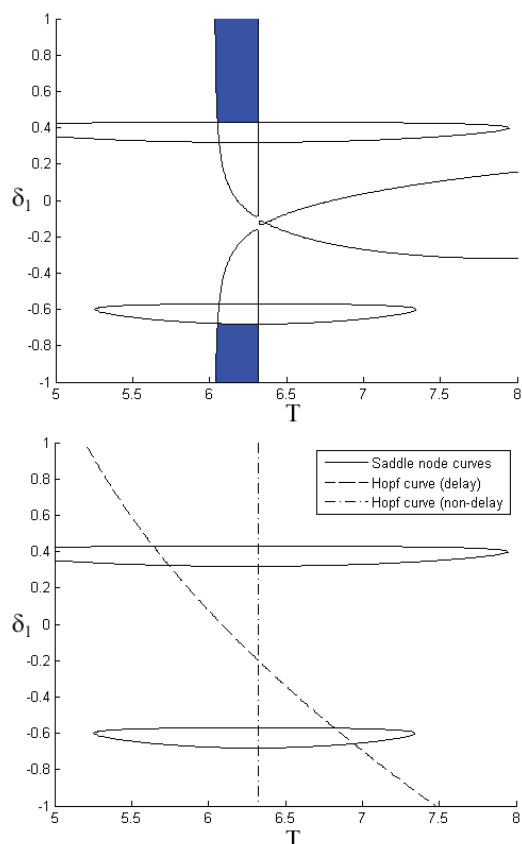 1
0.8
0.6
0.4
0.2
δ1 0
-0.2
-0.4
-0.6
-0.8
-1
5 5.5 6 6.5 7 7.5 8
T
1
0.8
0.6
0.4
0.2
δ1 0
-0.2
-0.4
-0.6
-0.8
-1
Saddle node curves
Hopf curve (delay)
Hopf curve (non-delay
5 5.5 6 6.5 7 7.5 8
T